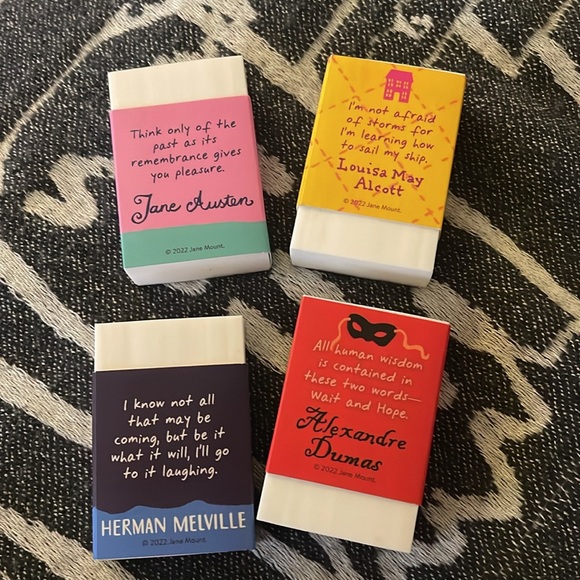 Think only of the
past as its
remembrance gives
you pleasure.
Jane Austen
© 2022 Jane Mount.
I'm not afraid
of storms for
I'm learning how
to sail my ship.
Louisa May
Alcott
© 2022 Jane Mount.
I know not all
that may be
coming, but be it
what it will, I'll go
to it laughing.
HERMAN MELVILLE
© 2022 Jane Mount.
All human wisdom
is contained in
these two words—
Wait and Hope.
Alexandre
Dumas
© 2022 Jane Mount.